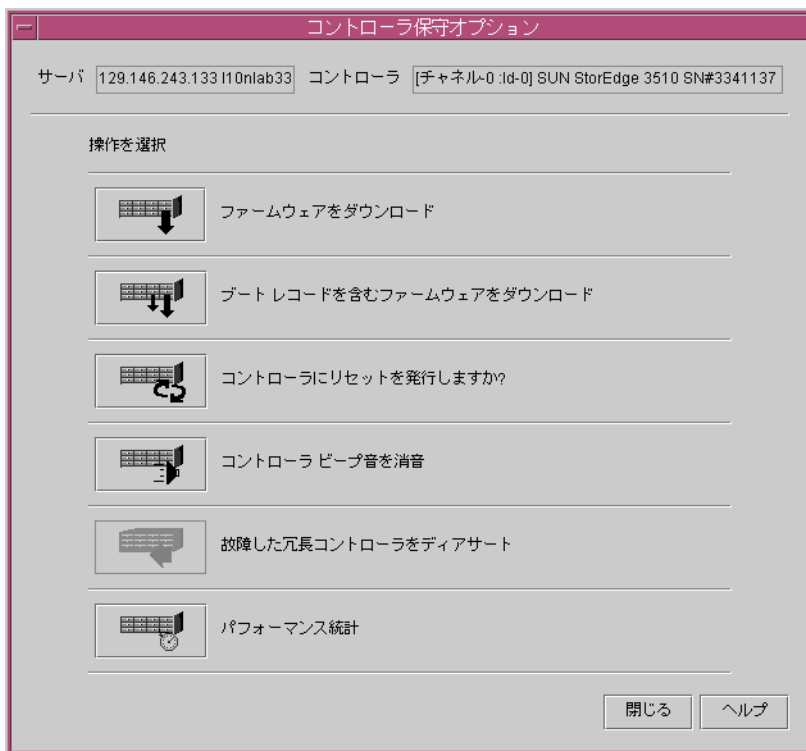 コントローラ保守オプション
サーバ 129.146.243.133 l10nlab33 コントローラ [チャネル-0 :Id-0] SUN StorEdge 3510 SN#3341137
操作を選択
ファームウェアをダウンロード
ブート レコードを含むファームウェアをダウンロード
コントローラにリセットを発行しますか?
コントローラ ビープ音を消音
故障した冗長コントローラをディアサート
パフォーマンス統計
閉じる ヘルプ